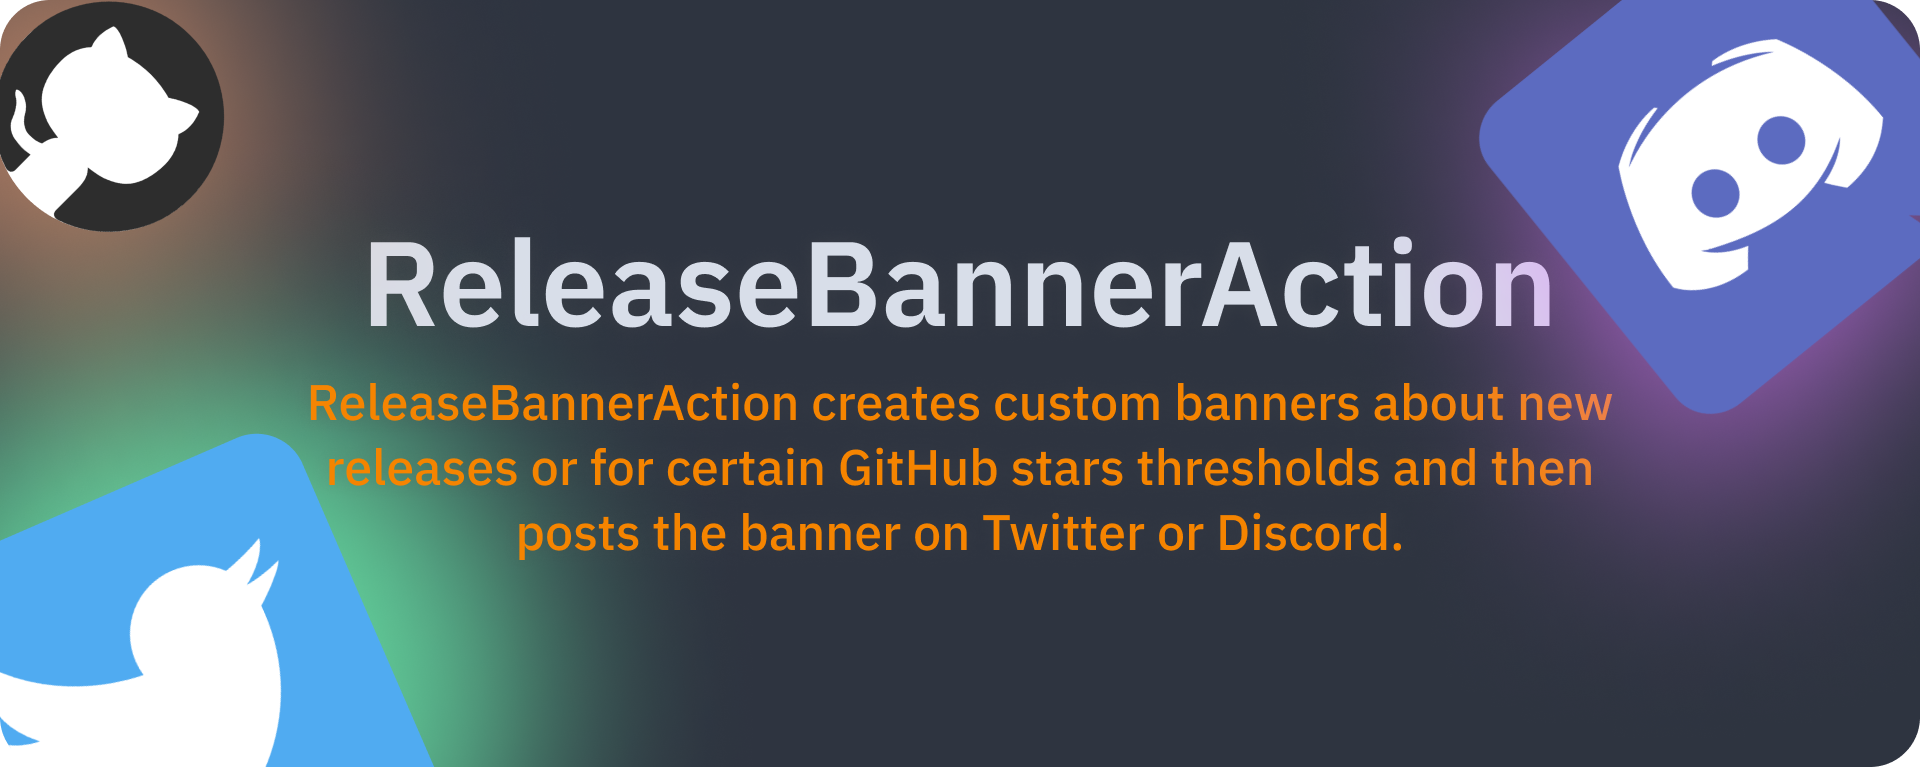 ReleaseBannerAction
ReleaseBannerAction creates custom banners about new
releases or for certain GitHub stars thresholds and then
posts the banner on Twitter or Discord.